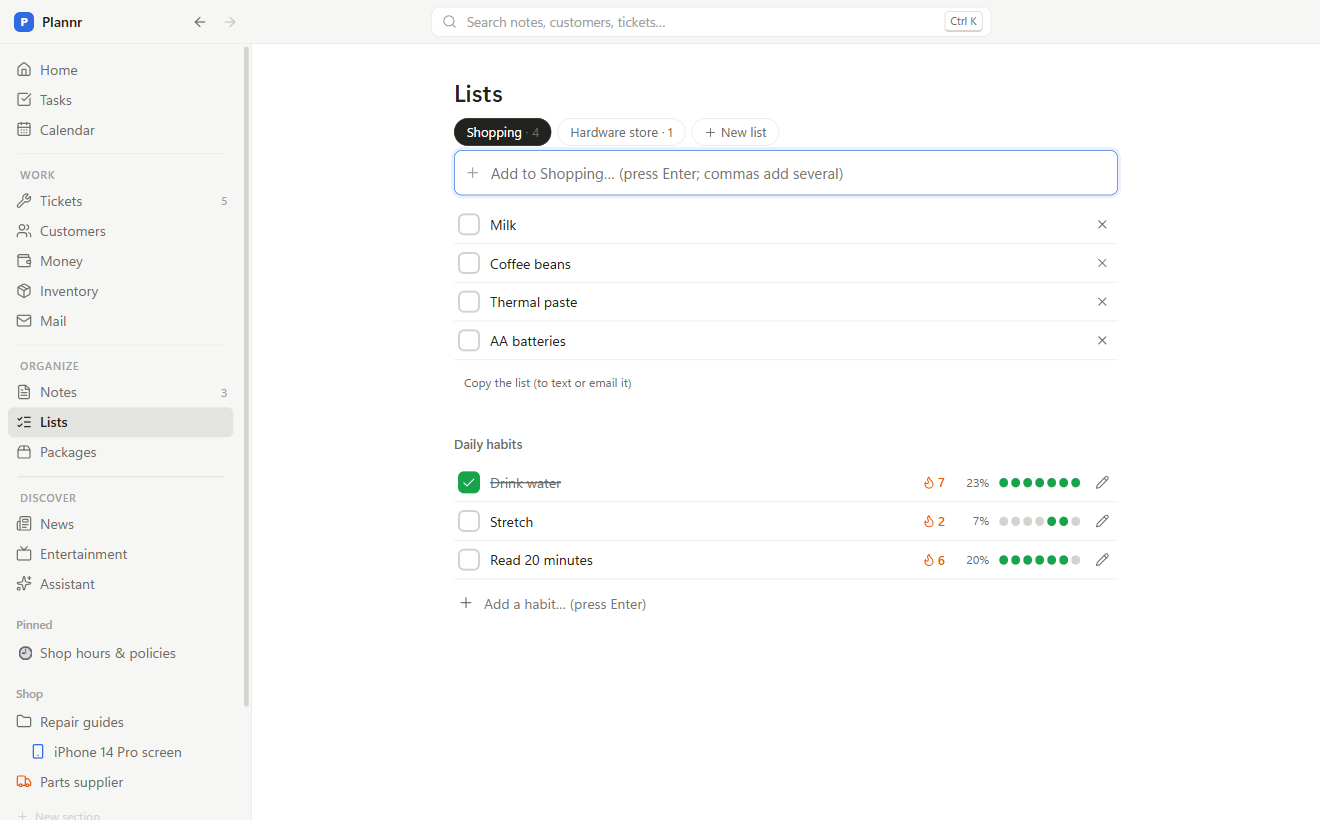 P Plannr
Search notes, customers, tickets... Ctrl K
Home
Tasks
Calendar
WORK
Tickets 5
Customers
Money
Inventory
Mail
ORGANIZE
Notes 3
Lists
Packages
DISCOVER
News
Entertainment
Assistant
Pinned
Shop hours & policies
Shop
Repair guides
iPhone 14 Pro screen
Parts supplier
New section
Lists
Shopping · 4 Hardware store · 1 + New list
+ Add to Shopping... (press Enter; commas add several)
Milk
Coffee beans
Thermal paste
AA batteries
Copy the list (to text or email it)
Daily habits
Drink water 7 23%
Stretch 2 7%
Read 20 minutes 6 20%
+ Add a habit... (press Enter)